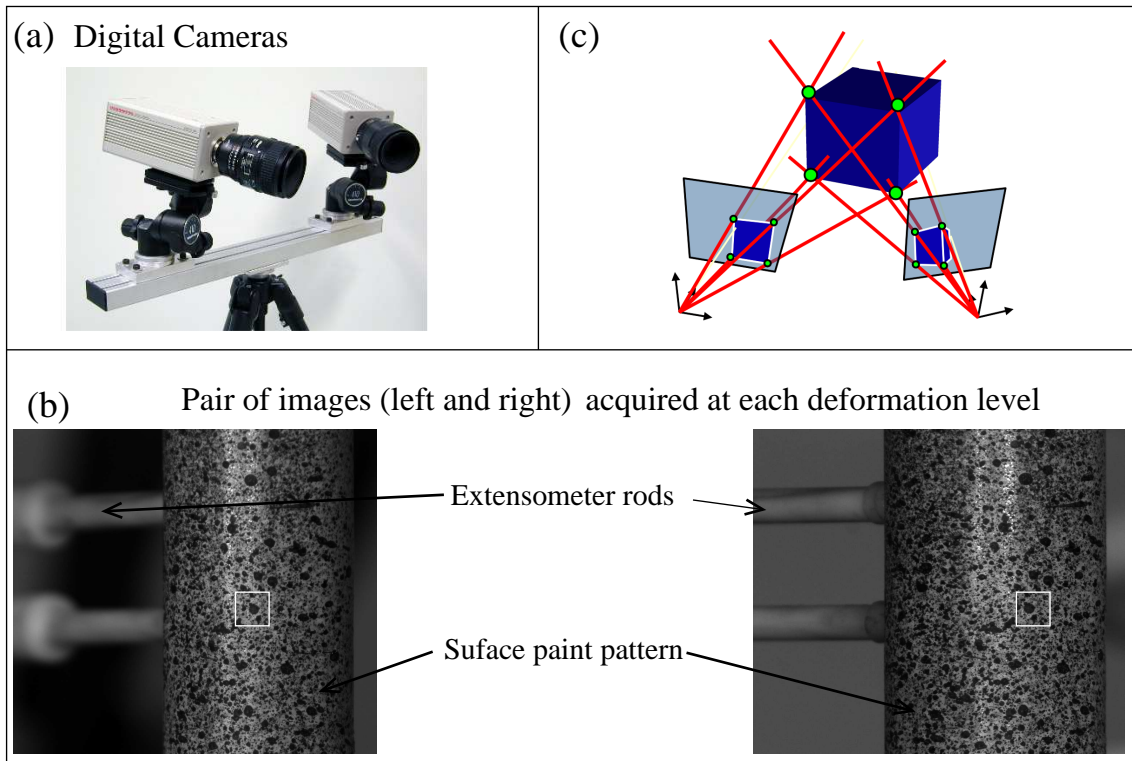 (a) Digital Cameras
(c)
(b) Pair of images (left and right) acquired at each deformation level
Extensometer rods
Suface paint pattern